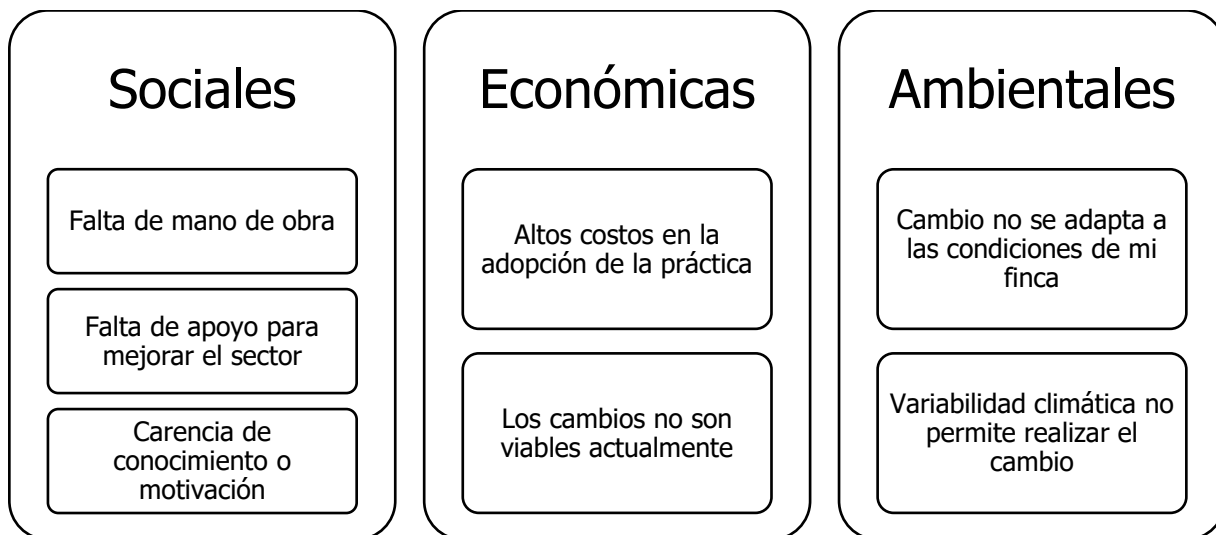 Sociales
Falta de mano de obra
Falta de apoyo para
mejorar el sector
Carencia de
conocimiento o
motivación
Económicas
Altos costos en la
adopción de la práctica
Los cambios no son
viables actualmente
Ambientales
Cambio no se adapta a
las condiciones de mi
finca
Variabilidad climática no
permite realizar el
cambio